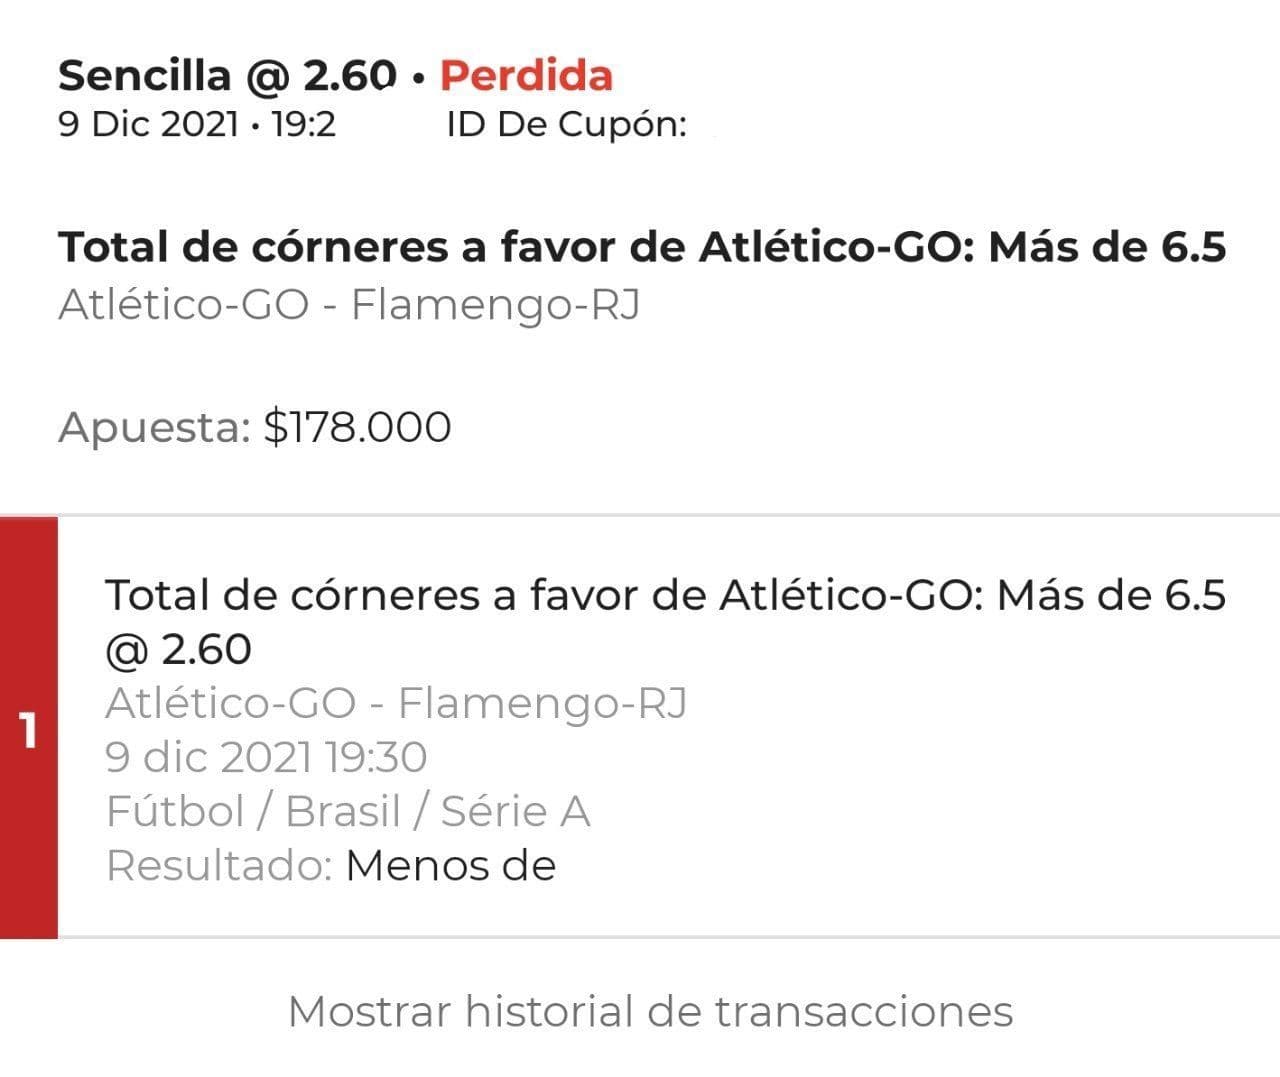 Sencilla @ 2.60 • Perdida
9 Dic 2021 • 19:2 ID De Cupón:
Total de córneres a favor de Atlético-GO: Más de 6.5
Atlético-GO - Flamengo-RJ
Apuesta: $178.000
1
Total de córneres a favor de Atlético-GO: Más de 6.5
@ 2.60
Atlético-GO - Flamengo-RJ
9 dic 2021 19:30
Fútbol / Brasil / Série A
Resultado: Menos de
Mostrar historial de transacciones